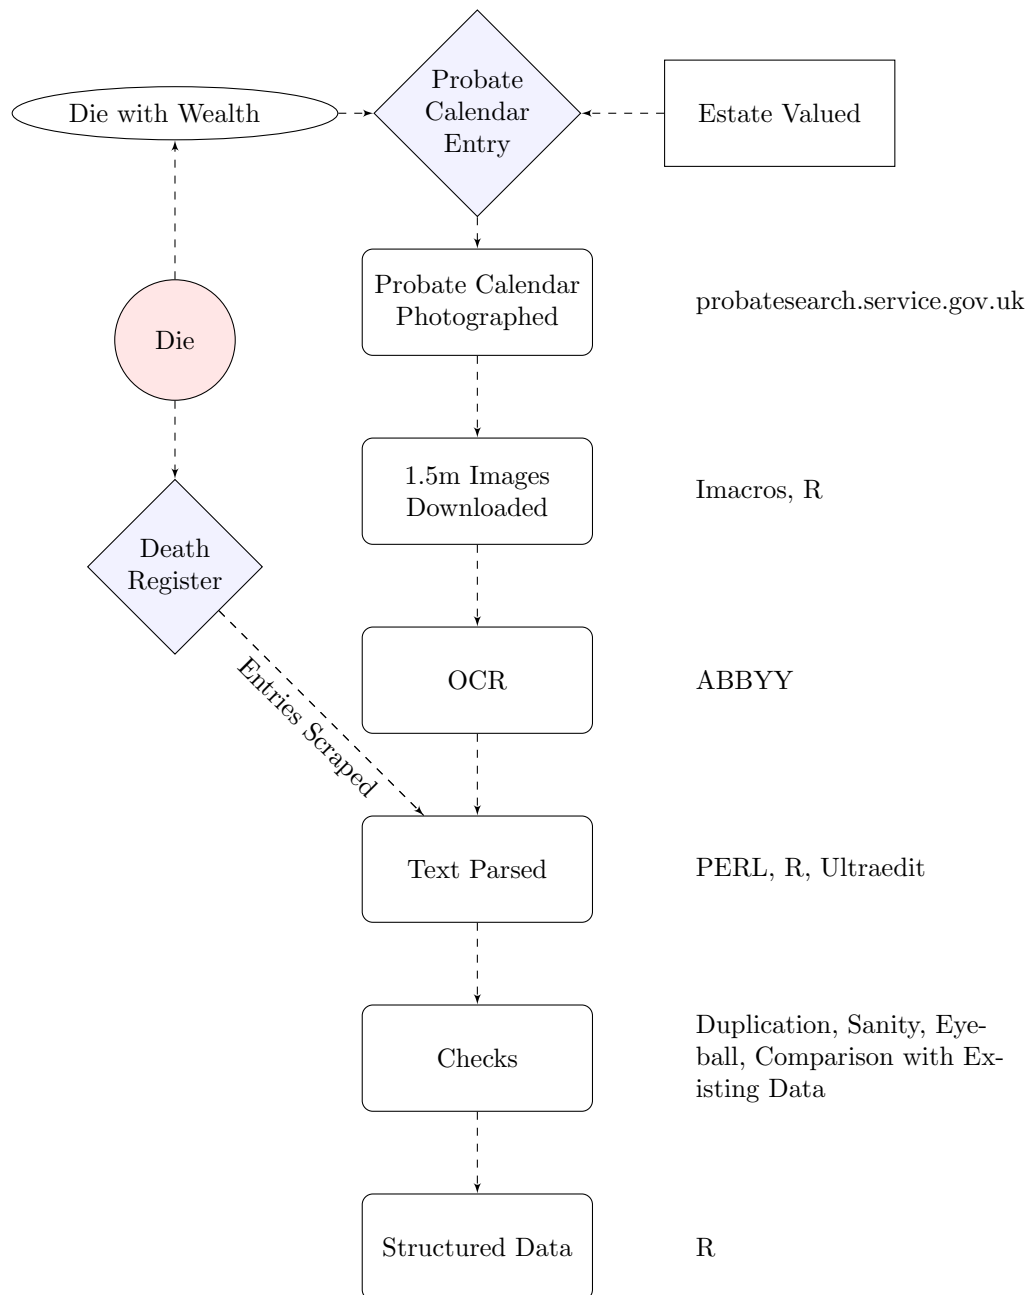 Die with Wealth
Probate
Calendar
Entry
Estate Valued
Probate Calendar
Photographed
probatesearch.service.gov.uk
Die
1.5m Images
Downloaded
Imacros, R
Death
Register
Entries Scraped
OCR
ABBYY
Text Parsed
PERL, R, Ultraedit
Checks
Duplication, Sanity, Eye-
ball, Comparison with Ex-
isting Data
Structured Data
R